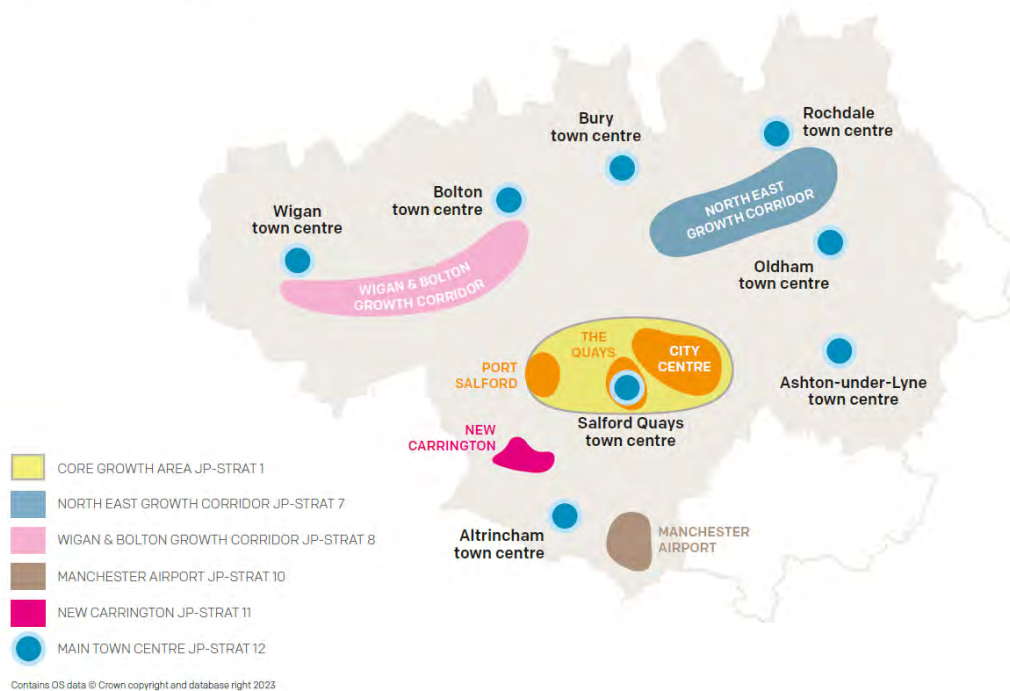 Bury
town centre
Rochdale
town centre
Bolton
town centre
Wigan
town centre
NORTH EAST
GROWTH CORRIDOR
Oldham
town centre
WIGAN & BOLTON
GROWTH CORRIDOR
THE
QUAYS
CITY
CENTRE
PORT
SALFORD
Ashton-under-Lyne
town centre
Salford Quays
town centre
NEW
CARRINGTON
Altrincham
town centre
MANCHESTER
AIRPORT
CORE GROWTH AREA JP-STRAT 1
NORTH EAST GROWTH CORRIDOR JP-STRAT 7
WIGAN & BOLTON GROWTH CORRIDOR JP-STRAT 8
MANCHESTER AIRPORT JP-STRAT 10
NEW CARRINGTON JP-STRAT 11
MAIN TOWN CENTRE JP-STRAT 12
Contains OS data © Crown copyright and database right 2023